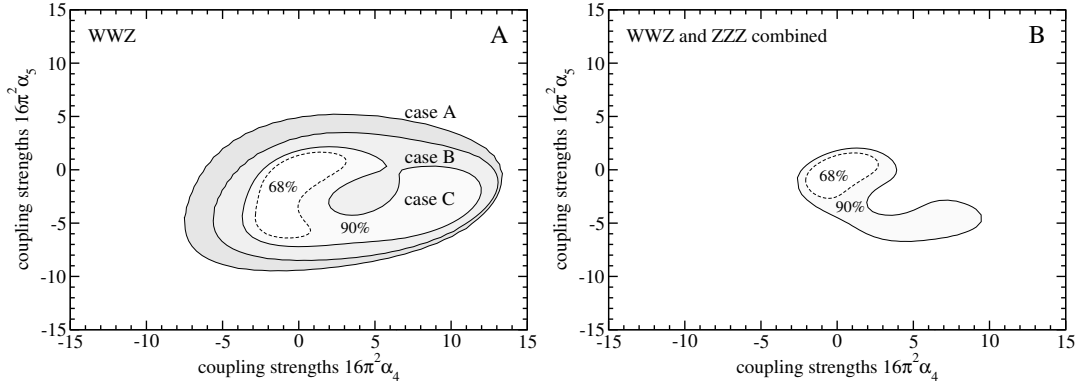 WWZ
A
15
10
5
0
-5
-10
-15
-15
-10
-5
0
5
10
15
coupling strengths 16π²α₅
coupling strengths 16π²α₄
case A
case B
case C
68%
90%
WWZ and ZZZ combined
B
15
10
5
0
-5
-10
-15
-15
-10
-5
0
5
10
15
coupling strengths 16π²α₅
coupling strengths 16π²α₄
68%
90%